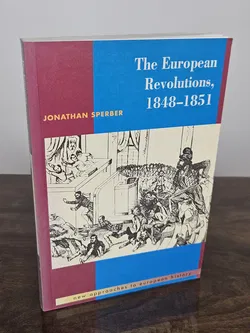 The European
Revolutions,
1848–1851
JONATHAN SPERBER
new approaches to european history